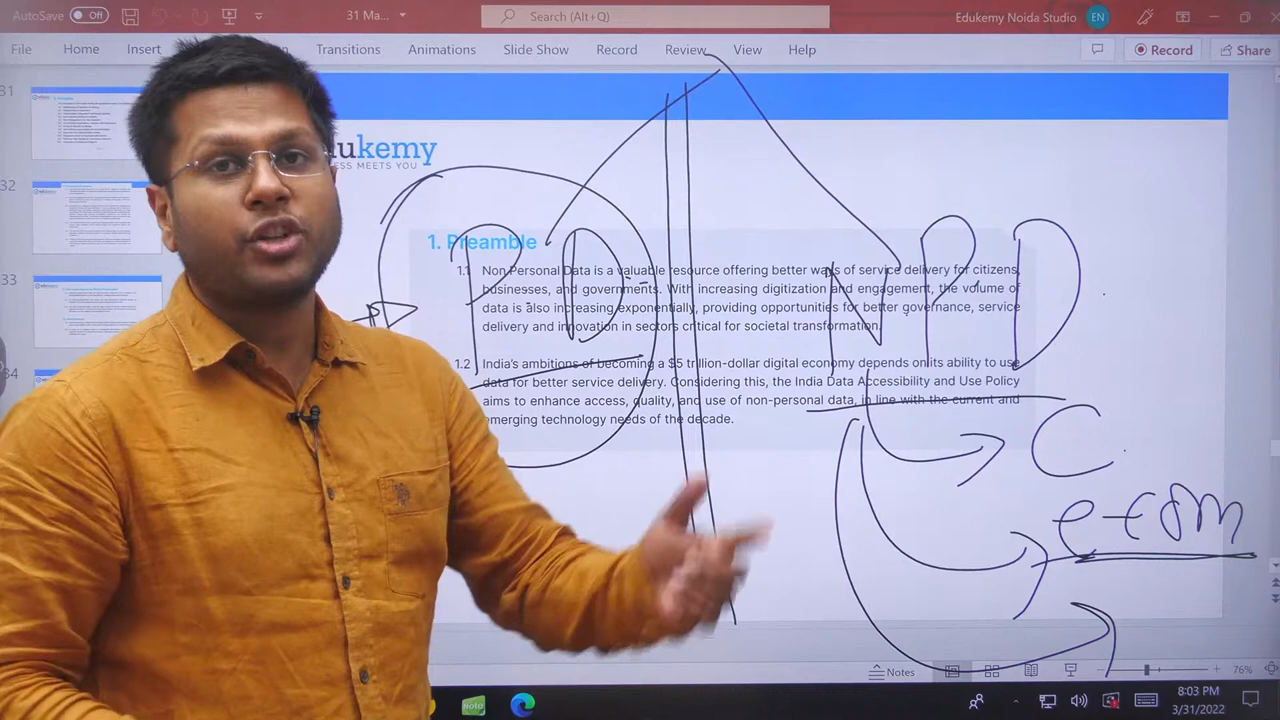 AutoSave Off 31 Ma... Search (Alt+Q) Edukemy Noida Studio EN
File Home Insert Transitions Animations Slide Show Record Review View Help Record Share
31
32
33
34
dukemy
ESS MEETS YOU
1. Preamble
1.1 Non Personal Data is a valuable resource offering better ways of service delivery for citizens,
businesses and governments. With increasing digitization and engagement, the volume of
data is also increasing exponentially, providing opportunities for better governance, service
delivery and innovation in sectors critical for societal transformation.
1.2 India's ambitions of becoming a $5 trillion-dollar digital economy depends on its ability to use
data for better service delivery. Considering this, the India Data Accessibility and Use Policy
aims to enhance access, quality, and use of non-personal data, in line with the current and
emerging technology needs of the decade.
PD NPD
C
e-com
Notes 76%
Note 8:03 PM
3/31/2022